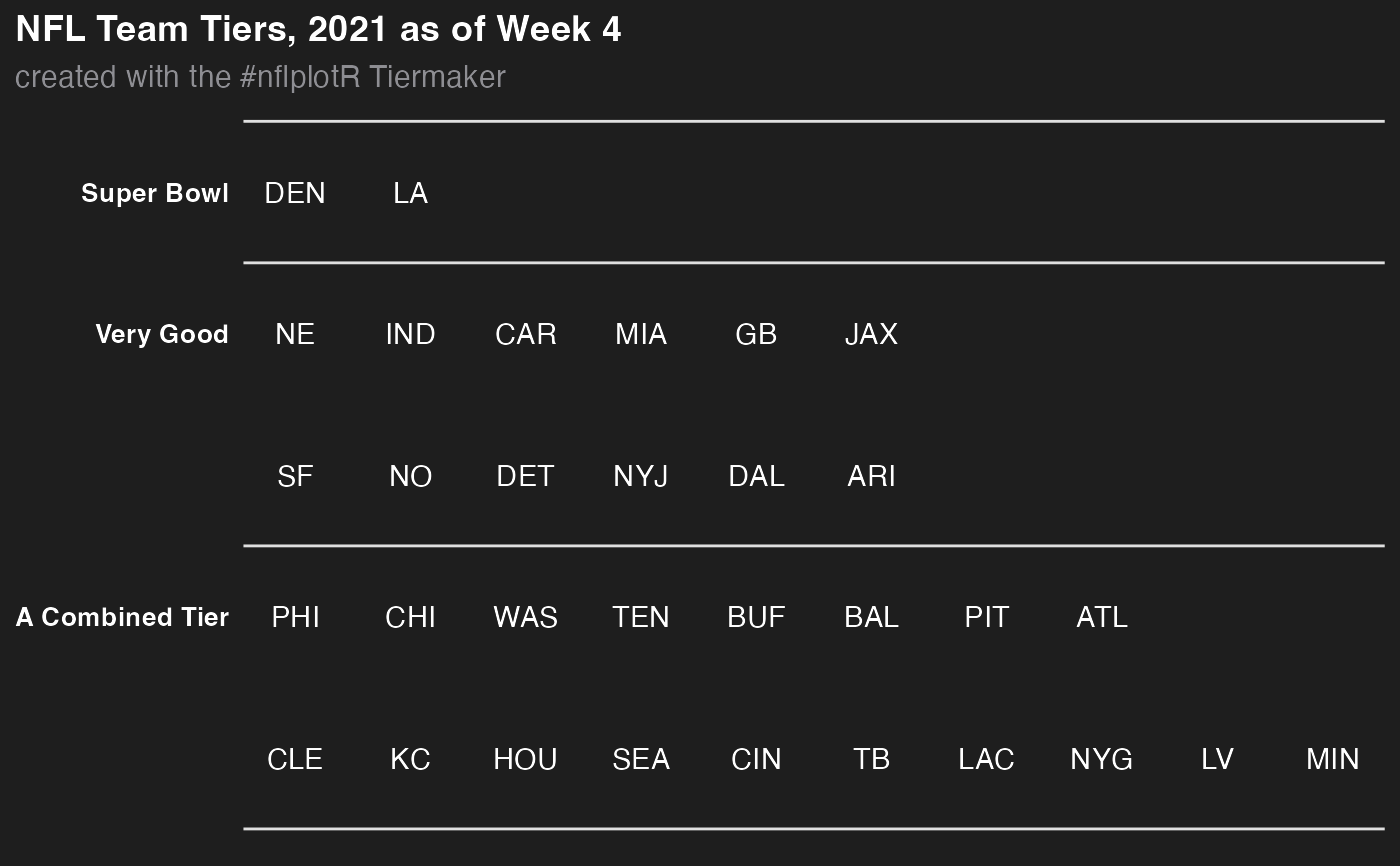 NFL Team Tiers, 2021 as of Week 4
created with the #nflplotR Tiermaker
Super Bowl DEN LA
Very Good NE IND CAR MIA GB JAX
SF NO DET NYJ DAL ARI
A Combined Tier PHI CHI WAS TEN BUF BAL PIT ATL
CLE KC HOU SEA CIN TB LAC NYG LV MIN